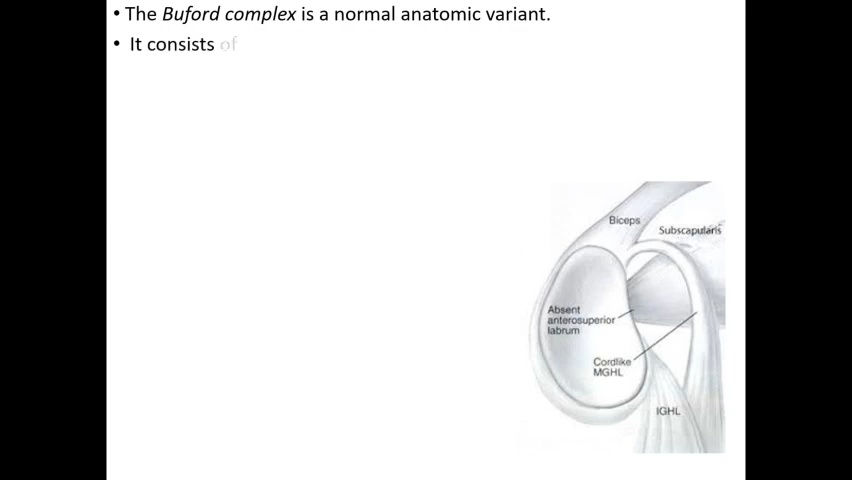 • The Buford complex is a normal anatomic variant.
• It consists of
Biceps
Subscapularis
Absent
anterosuperior
labrum
Cordlike
MGHL
IGHL